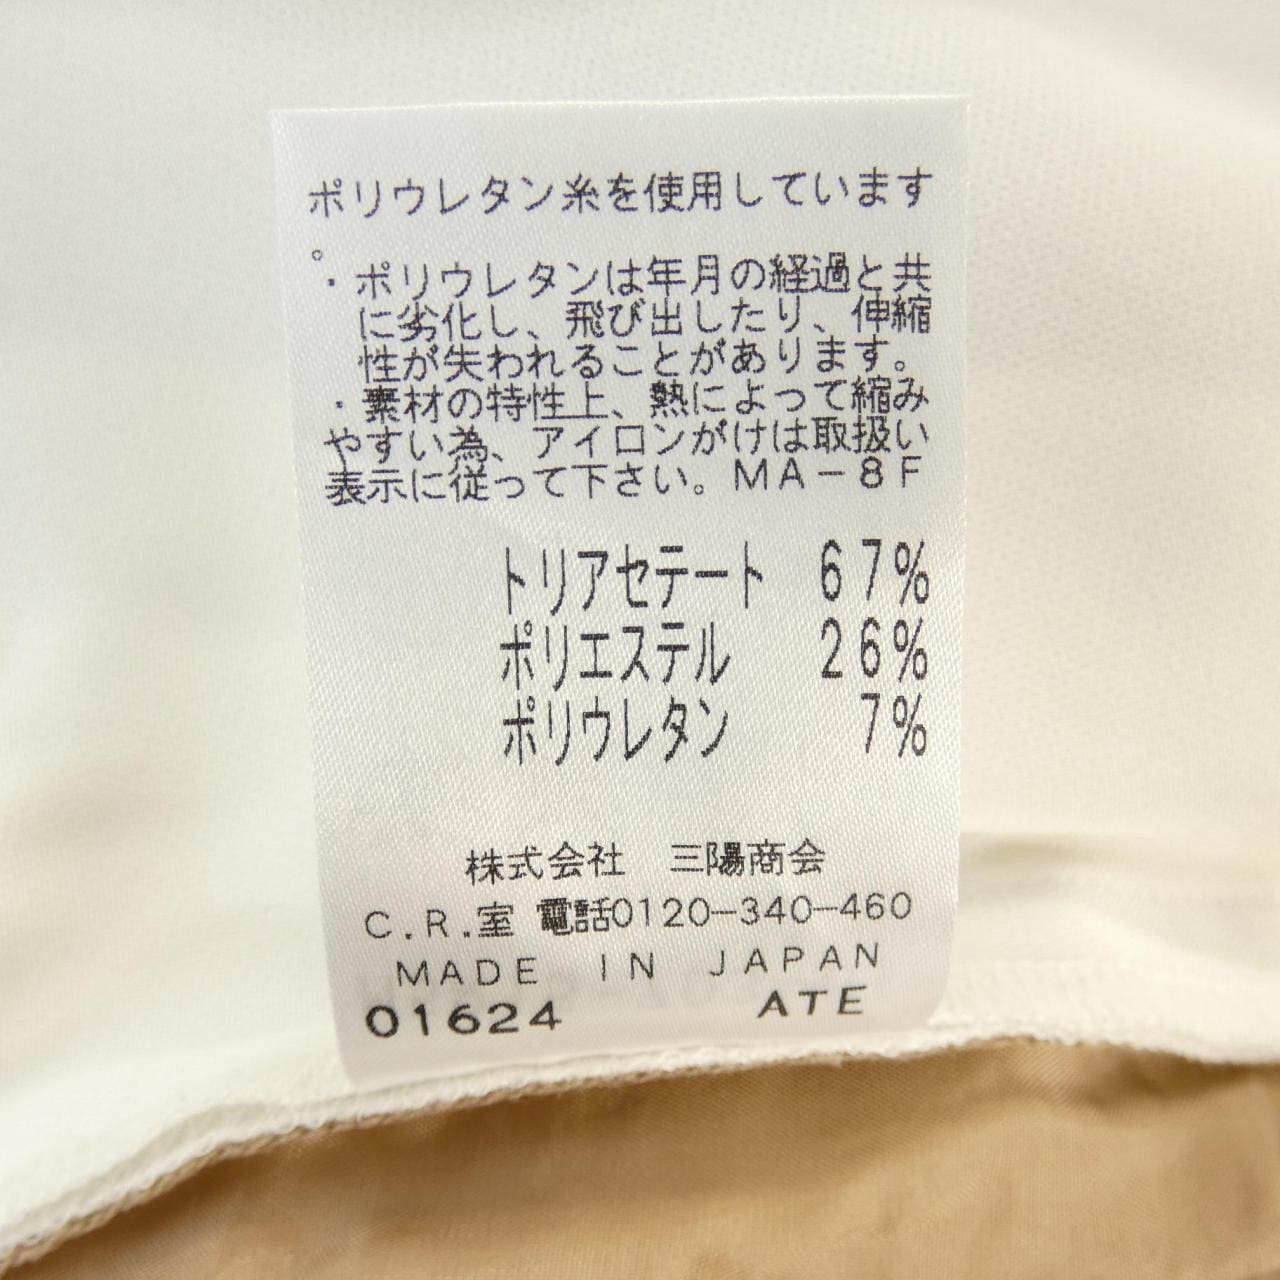 ポリウレタン糸を使用しています
。
・ポリウレタンは年月の経過と共
に劣化し、飛び出したり、伸縮
性が失われることがあります。
・素材の特性上、熱によって縮み
やすい為、アイロンがけは取扱い
表示に従って下さい。MA-8F
トリアセテート 67%
ポリエステル 26%
ポリウレタン 7%
株式会社 三陽商会
C.R.室 電話0120-340-460
MADE IN JAPAN
01624 ATE